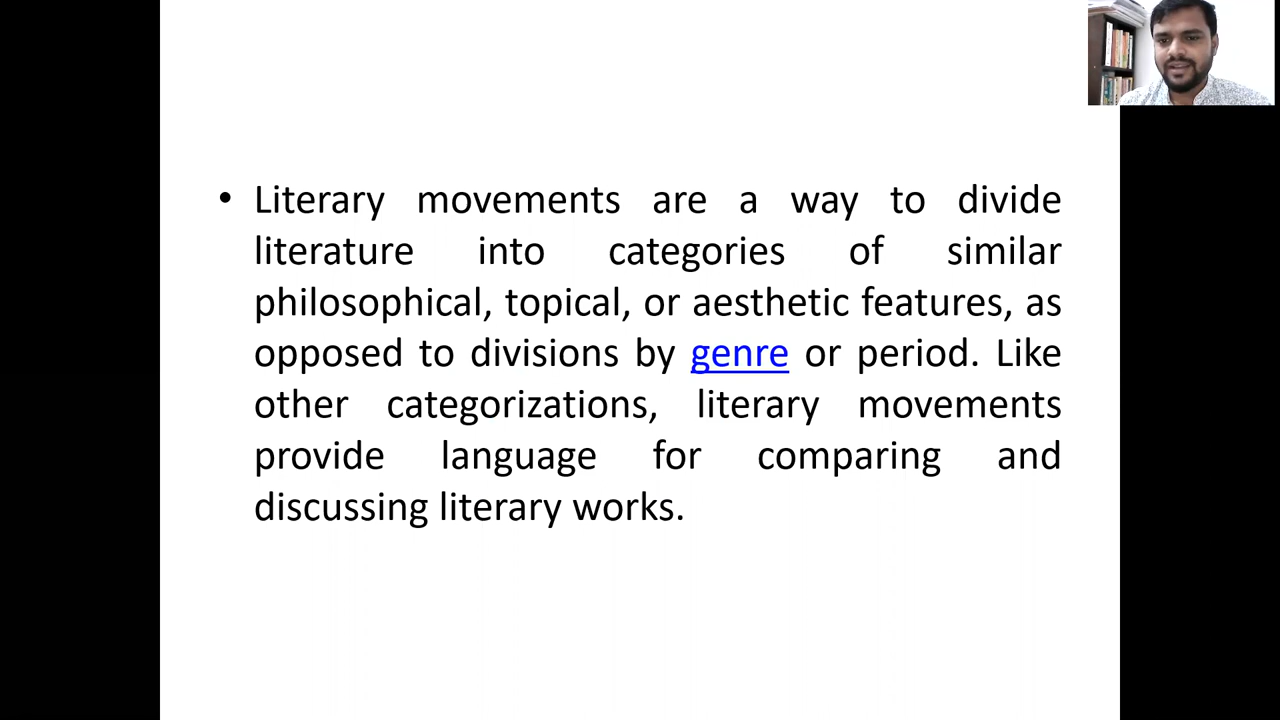 • Literary movements are a way to divide
literature into categories of similar
philosophical, topical, or aesthetic features, as
opposed to divisions by genre or period. Like
other categorizations, literary movements
provide language for comparing and
discussing literary works.